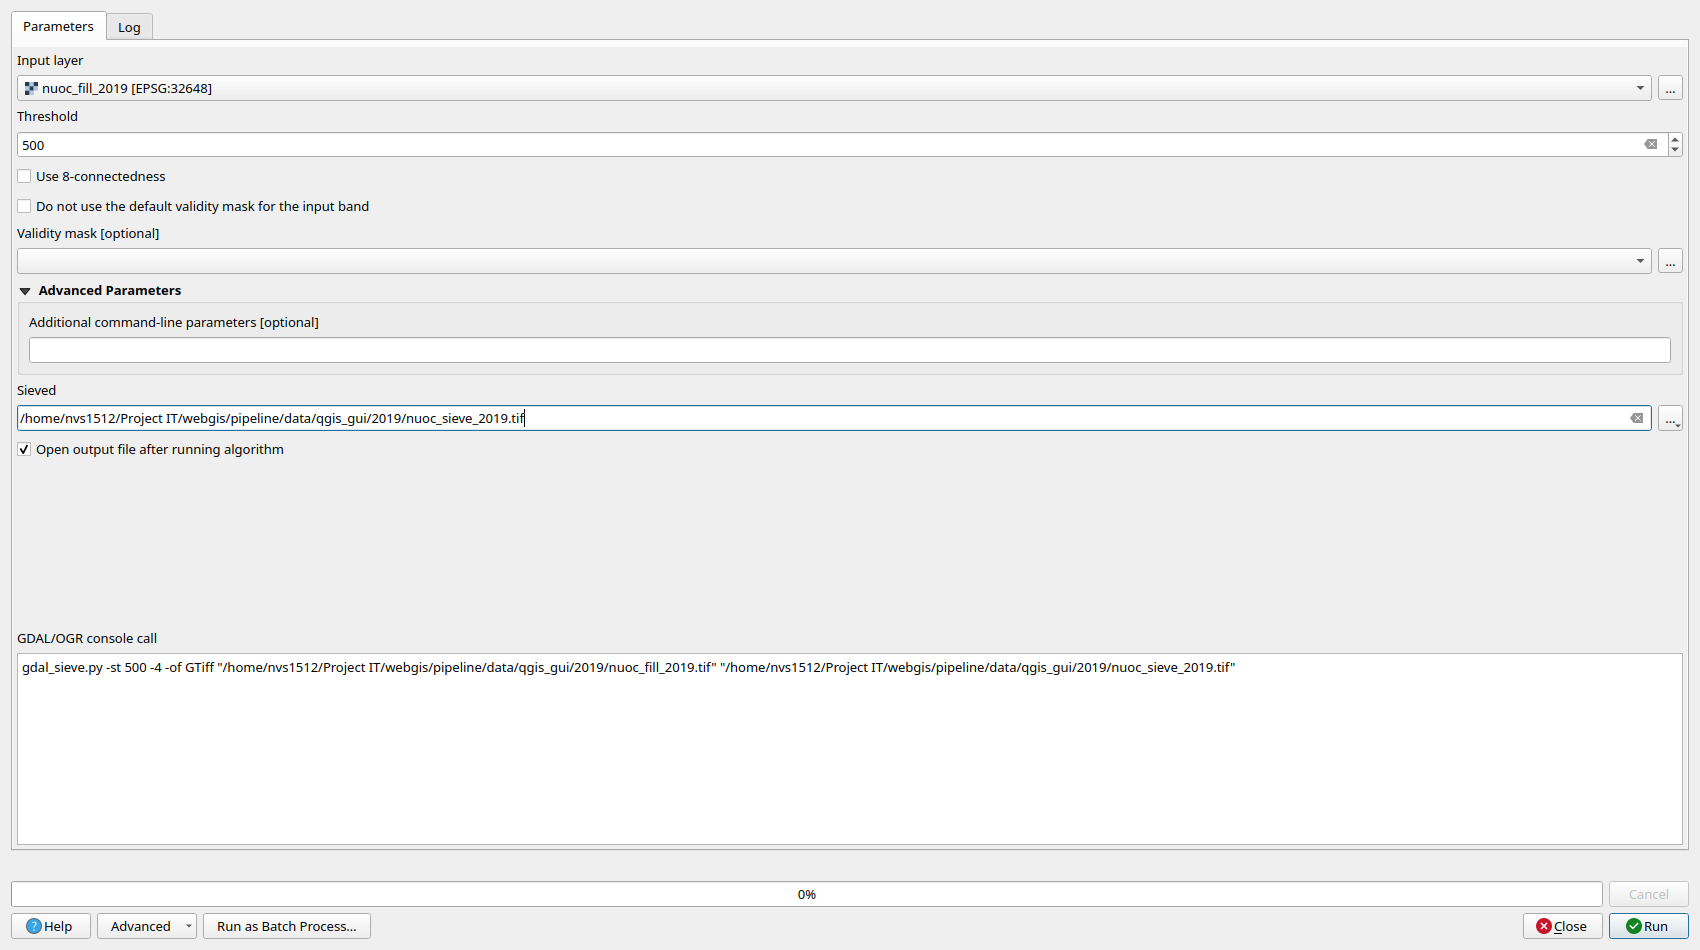 Parameters
Log
Input layer
nuoc_fill_2019 [EPSG:32648]
...
Threshold
500
Use 8-connectedness
Do not use the default validity mask for the input band
Validity mask [optional]
...
Advanced Parameters
Additional command-line parameters [optional]
Sieved
/home/nvs1512/Project IT/webgis/pipeline/data/qgis_gui/2019/nuoc_sieve_2019.tif
...
Open output file after running algorithm
GDAL/OGR console call
gdal_sieve.py -st 500 -4 -of GTiff "/home/nvs1512/Project IT/webgis/pipeline/data/qgis_gui/2019/nuoc_fill_2019.tif" "/home/nvs1512/Project IT/webgis/pipeline/data/qgis_gui/2019/nuoc_sieve_2019.tif"
0%
Cancel
Help
Advanced
Run as Batch Process...
Close
Run